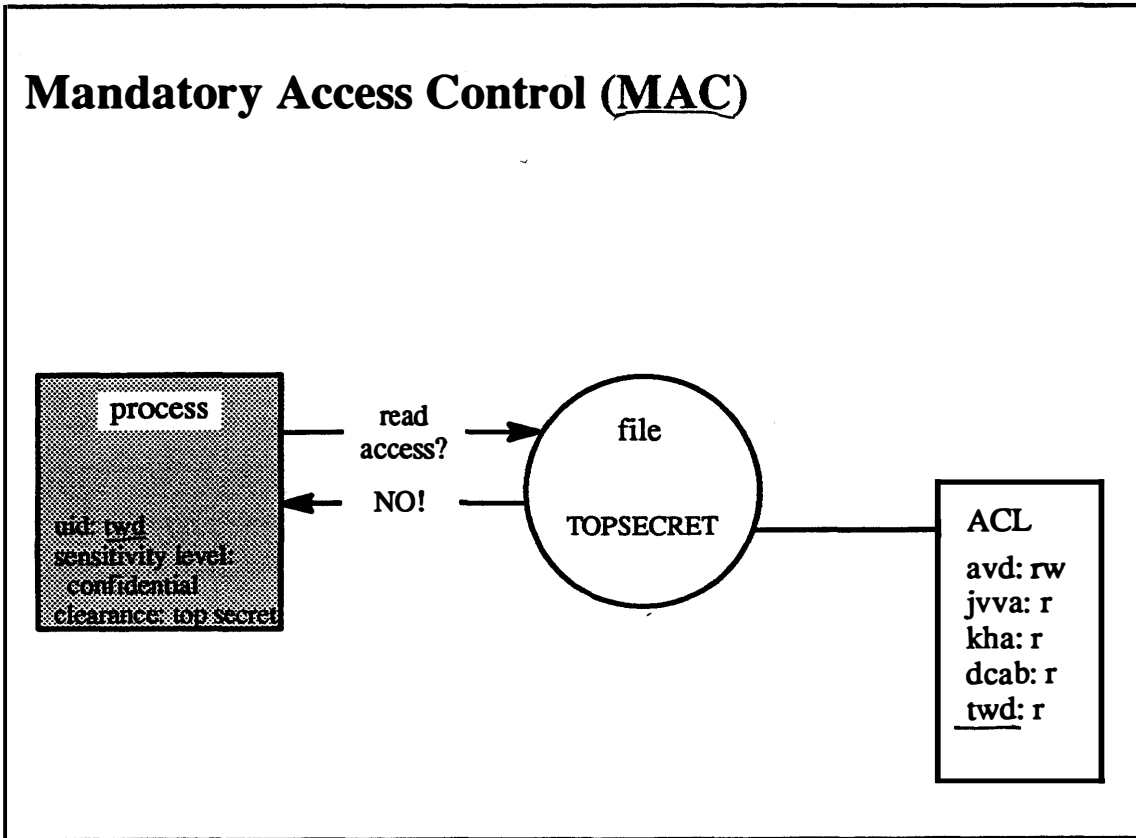 Mandatory Access Control (MAC)
process
uid: twd
sensitivity level:
confidential
clearance: top secret
read
access?
NO!
file
TOPSECRET
ACL
avd: rw
jvva: r
kha: r
dcab: r
twd: r